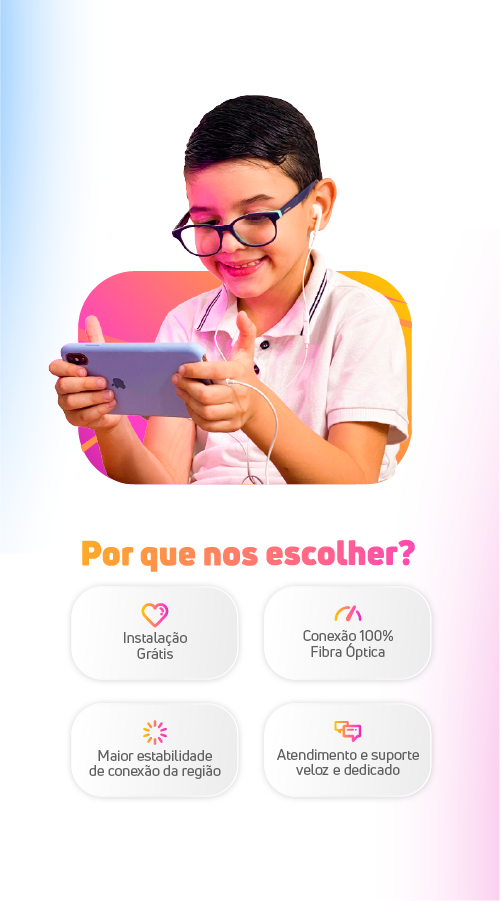 Por que nos escolher?
Instalação
Grátis
Conexão 100%
Fibra Óptica
Maior estabilidade
de conexão da região
Atendimento e suporte
veloz e dedicado